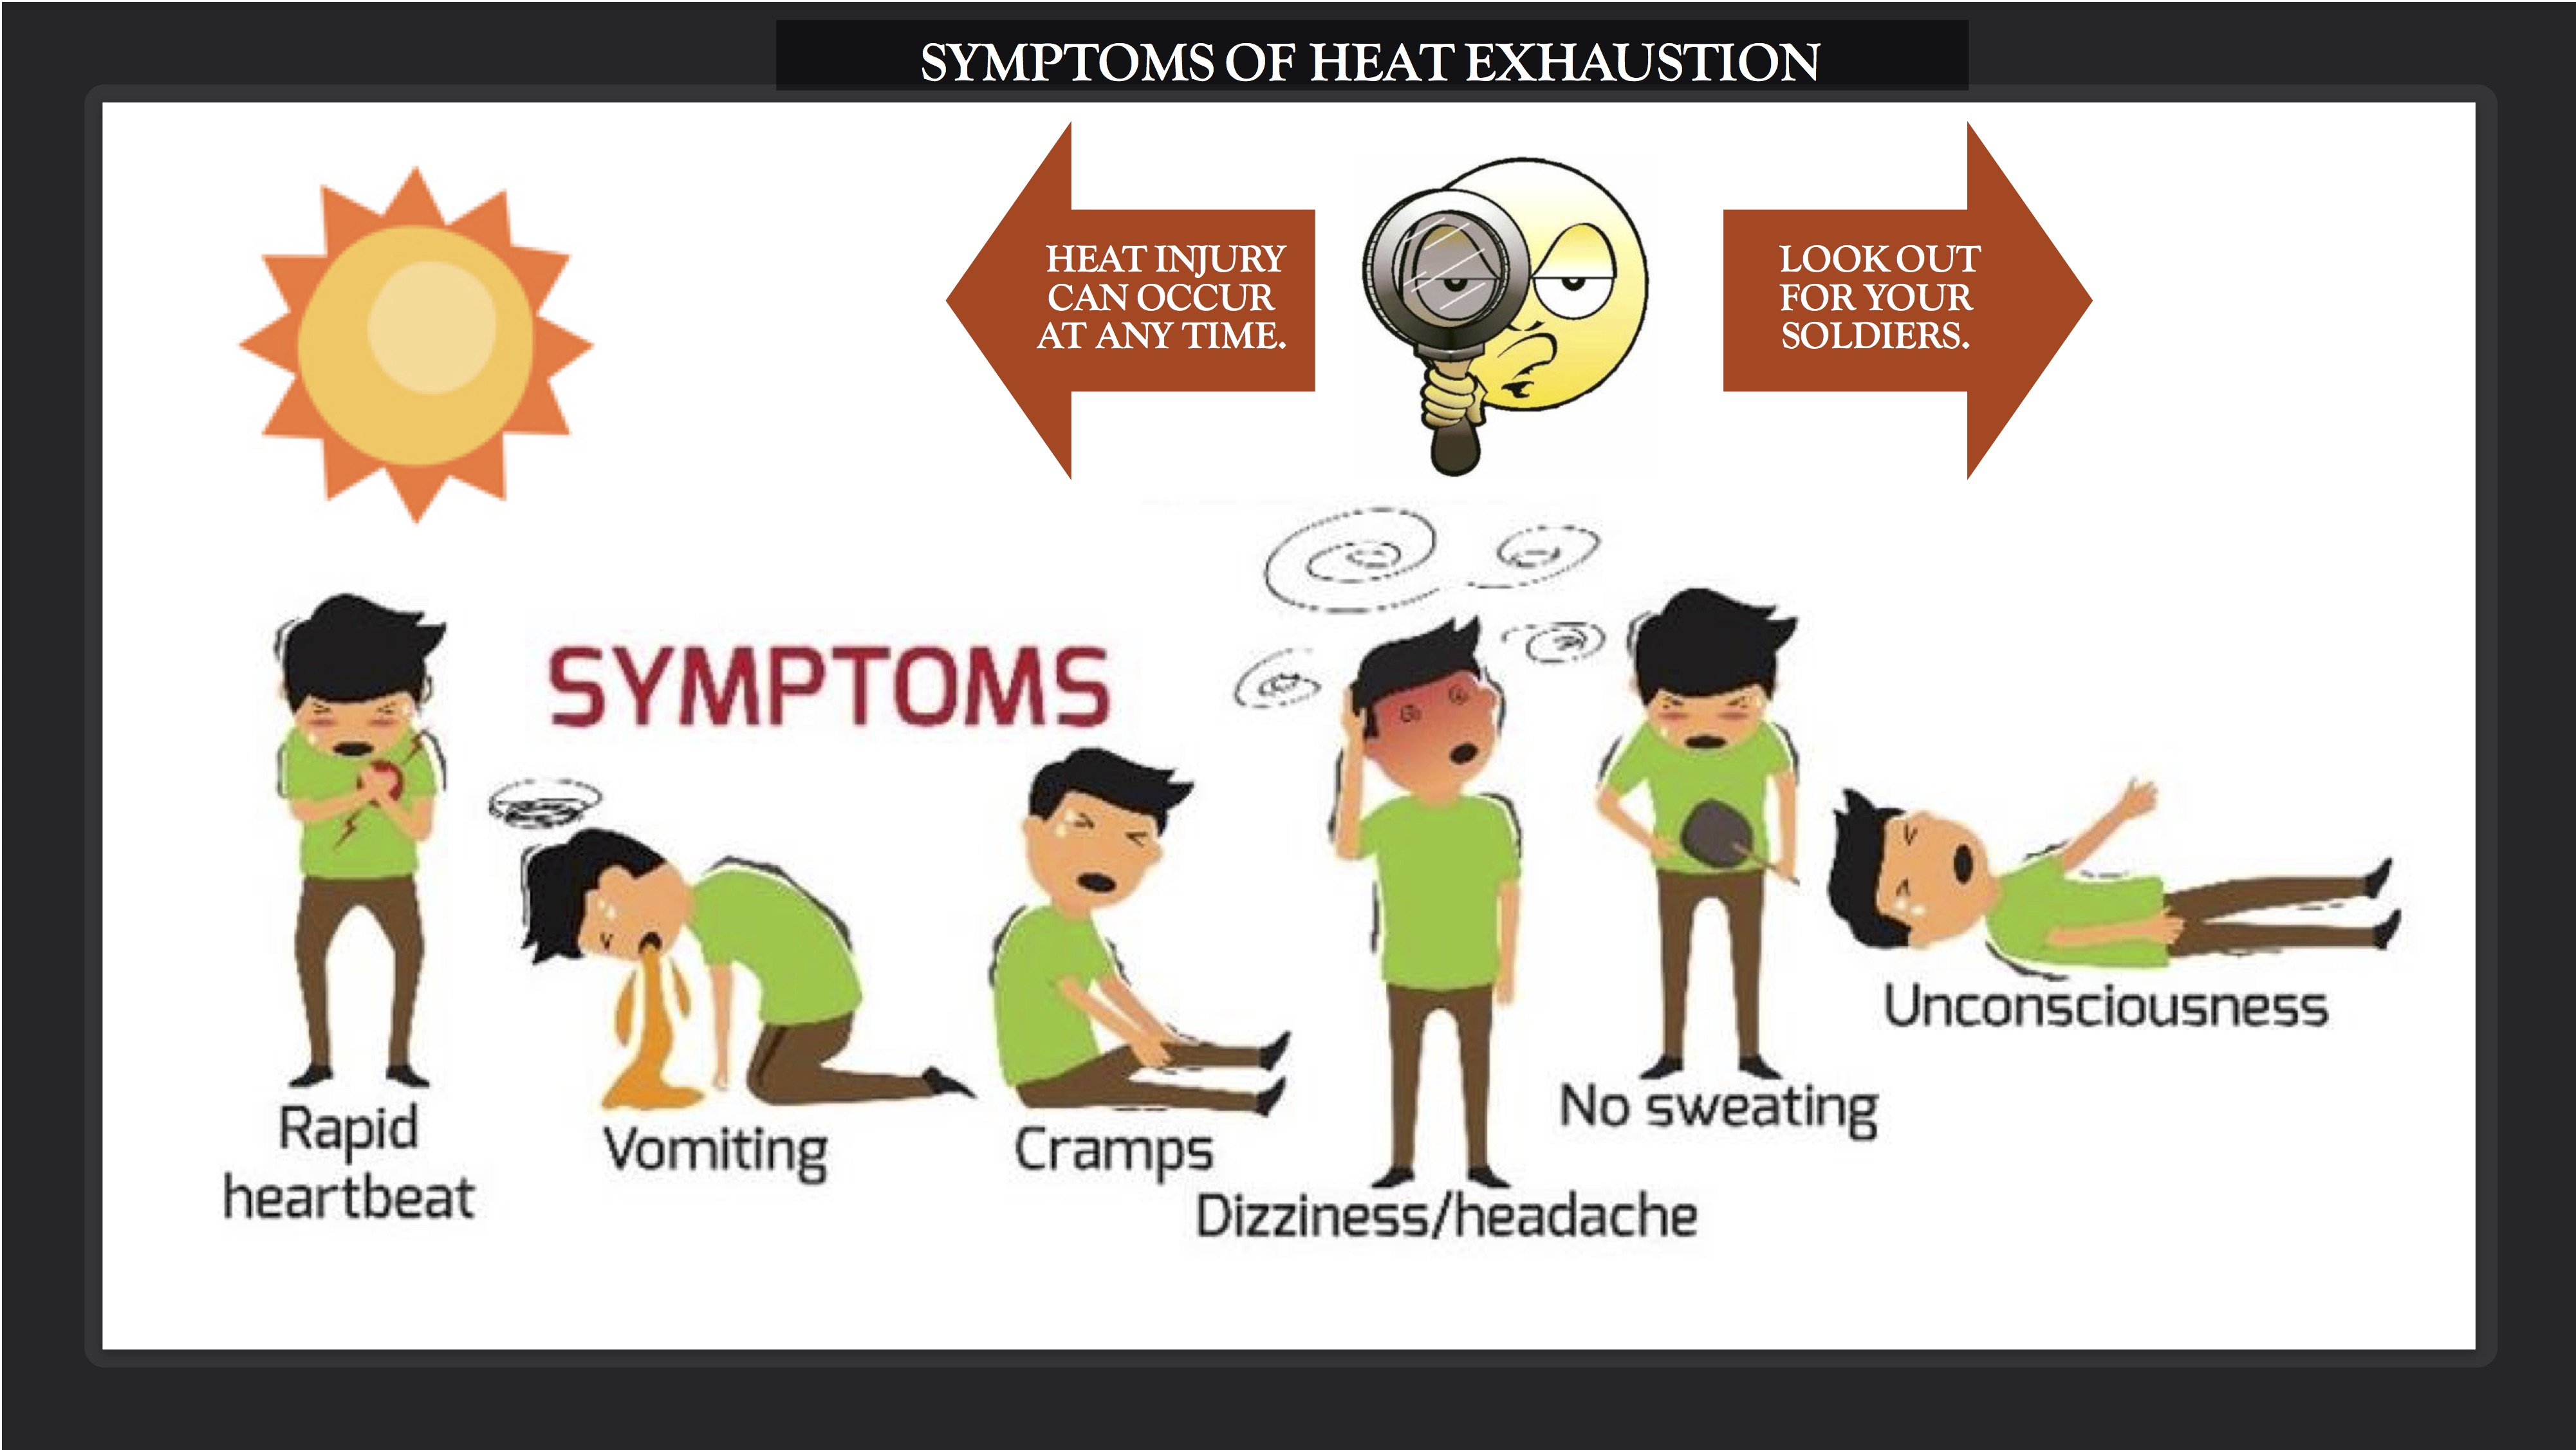 SYMPTOMS OF HEAT EXHAUSTION
HEAT INJURY
CAN OCCUR
AT ANY TIME.
LOOK OUT
FOR YOUR
SOLDIERS.
SYMPTOMS
Rapid
heartbeat
Vomiting
Cramps
Dizziness/headache
No sweating
Unconsciousness